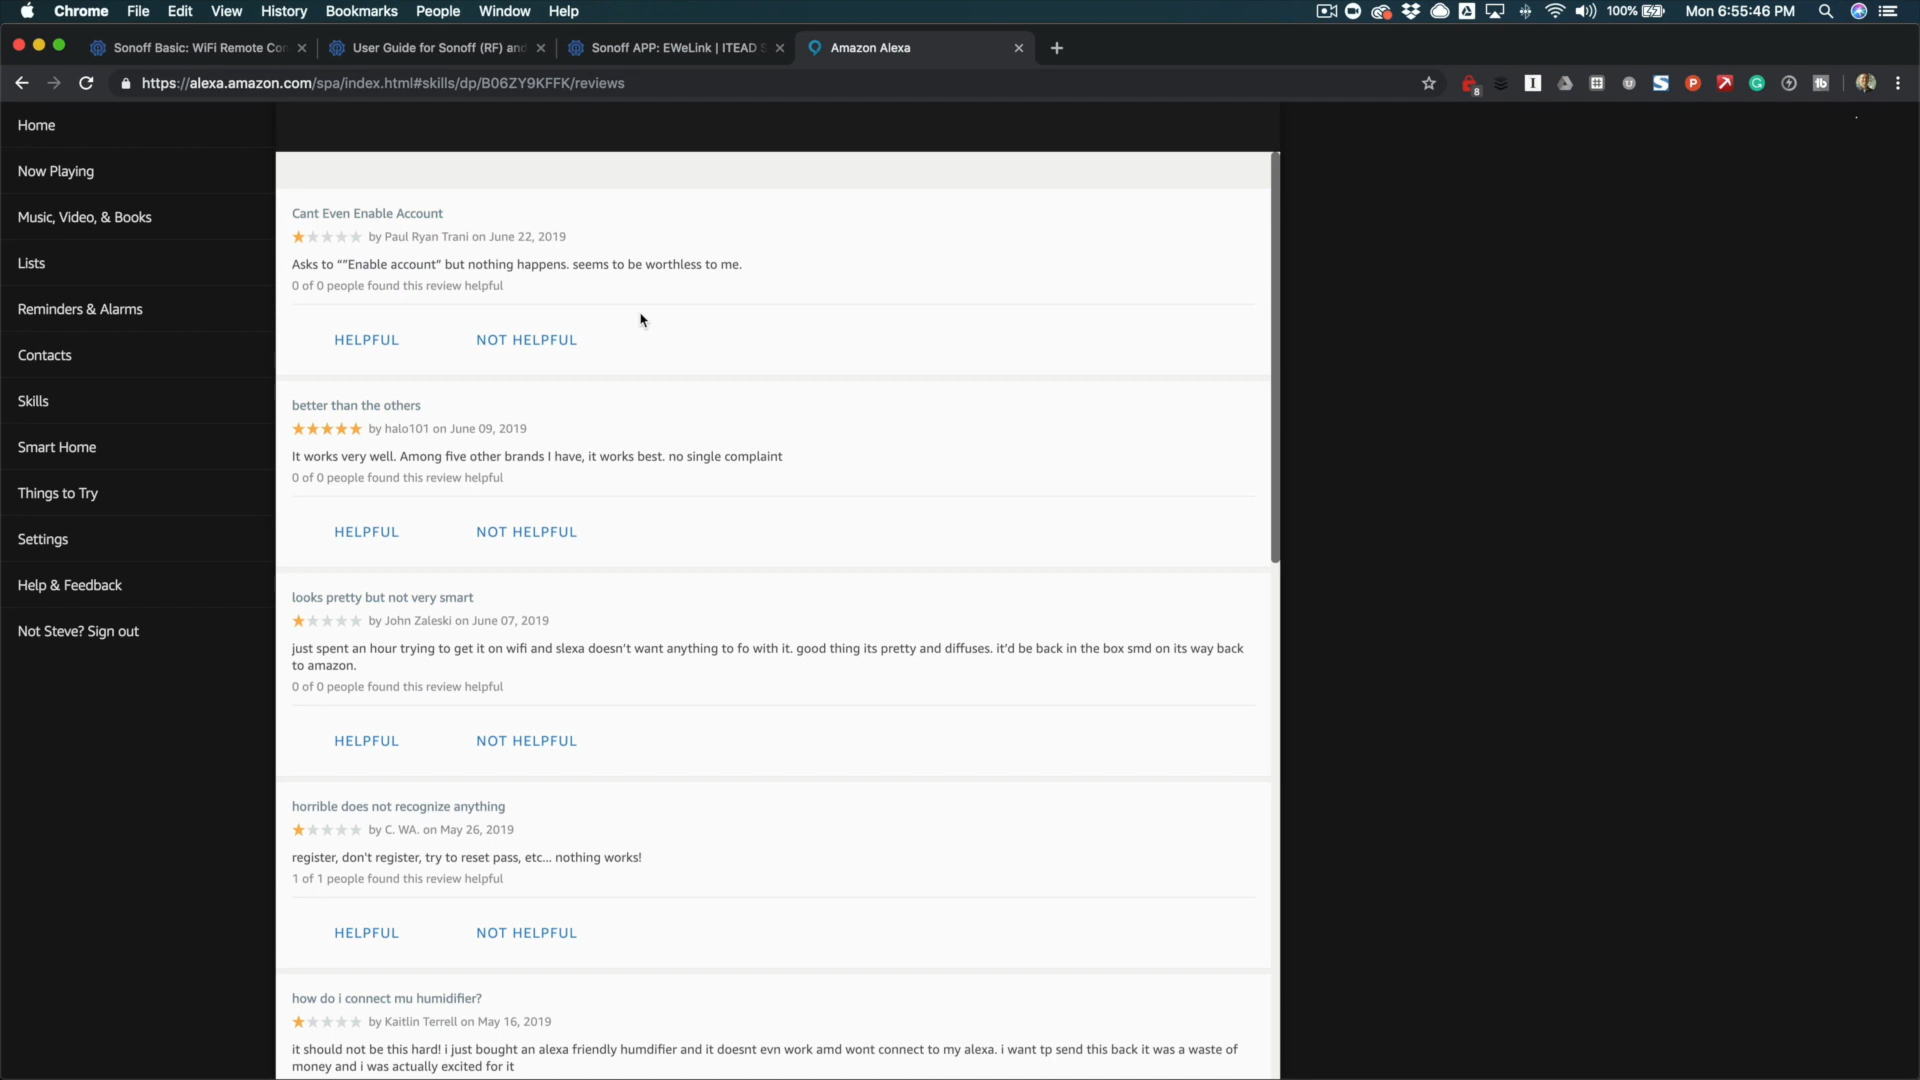 Chrome File Edit View History Bookmarks People Window Help 100% Mon 6:55:46 PM
Sonoff Basic: WiFi Remote Con User Guide for Sonoff (RF) and Sonoff APP: EWeLink | ITEAD S Amazon Alexa
https://alexa.amazon.com/spa/index.html#skills/dp/B06ZY9KFFK/reviews 8
Home
Now Playing
Music, Video, & Books
Lists
Reminders & Alarms
Contacts
Skills
Smart Home
Things to Try
Settings
Help & Feedback
Not Steve? Sign out
Cant Even Enable Account
by Paul Ryan Trani on June 22, 2019
Asks to “"Enable account" but nothing happens. seems to be worthless to me.
0 of 0 people found this review helpful
HELPFUL NOT HELPFUL
better than the others
by halo101 on June 09, 2019
It works very well. Among five other brands I have, it works best. no single complaint
0 of 0 people found this review helpful
HELPFUL NOT HELPFUL
looks pretty but not very smart
by John Zaleski on June 07, 2019
just spent an hour trying to get it on wifi and slexa doesn't want anything to fo with it. good thing its pretty and diffuses. it'd be back in the box smd on its way back
to amazon.
0 of 0 people found this review helpful
HELPFUL NOT HELPFUL
horrible does not recognize anything
by C. WA. on May 26, 2019
register, don't register, try to reset pass, etc... nothing works!
1 of 1 people found this review helpful
HELPFUL NOT HELPFUL
how do i connect mu humidifier?
by Kaitlin Terrell on May 16, 2019
it should not be this hard! i just bought an alexa friendly humdifier and it doesnt evn work amd wont connect to my alexa. i want tp send this back it was a waste of
money and i was actually excited for it